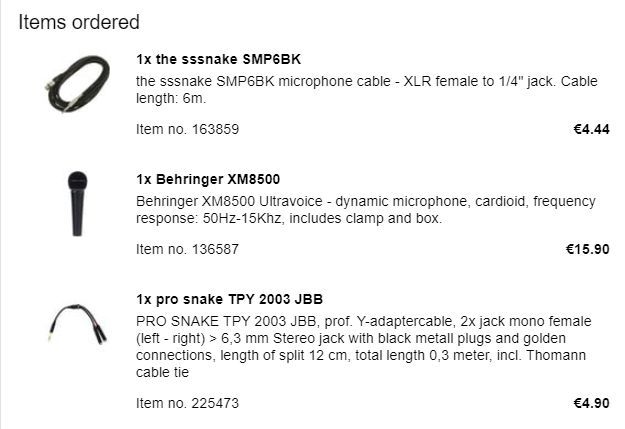 Items ordered
1x the sssnake SMP6BK
the sssnake SMP6BK microphone cable - XLR female to 1/4" jack. Cable
length: 6m.
Item no. 163859 €4.44
1x Behringer XM8500
Behringer XM8500 Ultravoice - dynamic microphone, cardioid, frequency
response: 50Hz-15Khz, includes clamp and box.
Item no. 136587 €15.90
1x pro snake TPY 2003 JBB
PRO SNAKE TPY 2003 JBB, prof. Y-adaptercable, 2x jack mono female
(left - right) > 6,3 mm Stereo jack with black metall plugs and golden
connections, length of split 12 cm, total length 0,3 meter, incl. Thomann
cable tie
Item no. 225473 €4.90